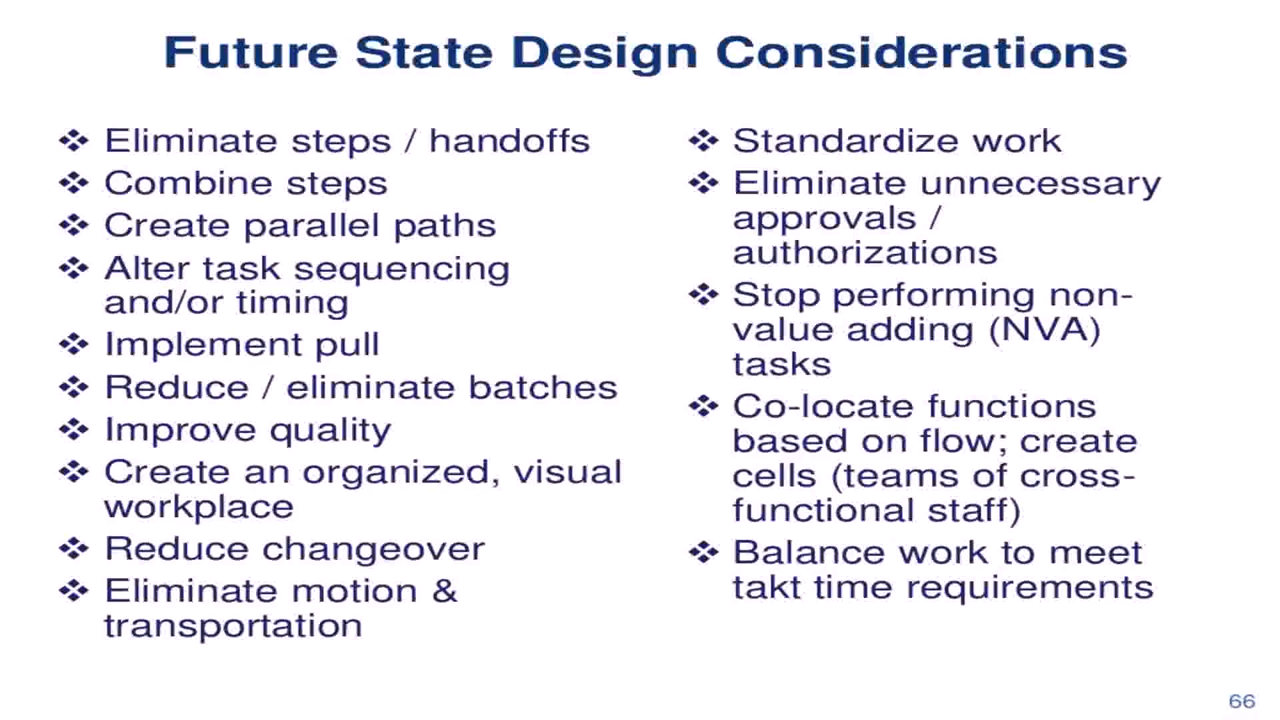 Future State Design Considerations
Eliminate steps / handoffs
Combine steps
Create parallel paths
Alter task sequencing
and/or timing
Implement pull
Reduce / eliminate batches
Improve quality
Create an organized, visual
workplace
Reduce changeover
Eliminate motion &
transportation
Standardize work
Eliminate unnecessary
approvals /
authorizations
Stop performing non-
value adding (NVA)
tasks
Co-locate functions
based on flow; create
cells (teams of cross-
functional staff)
Balance work to meet
takt time requirements
66